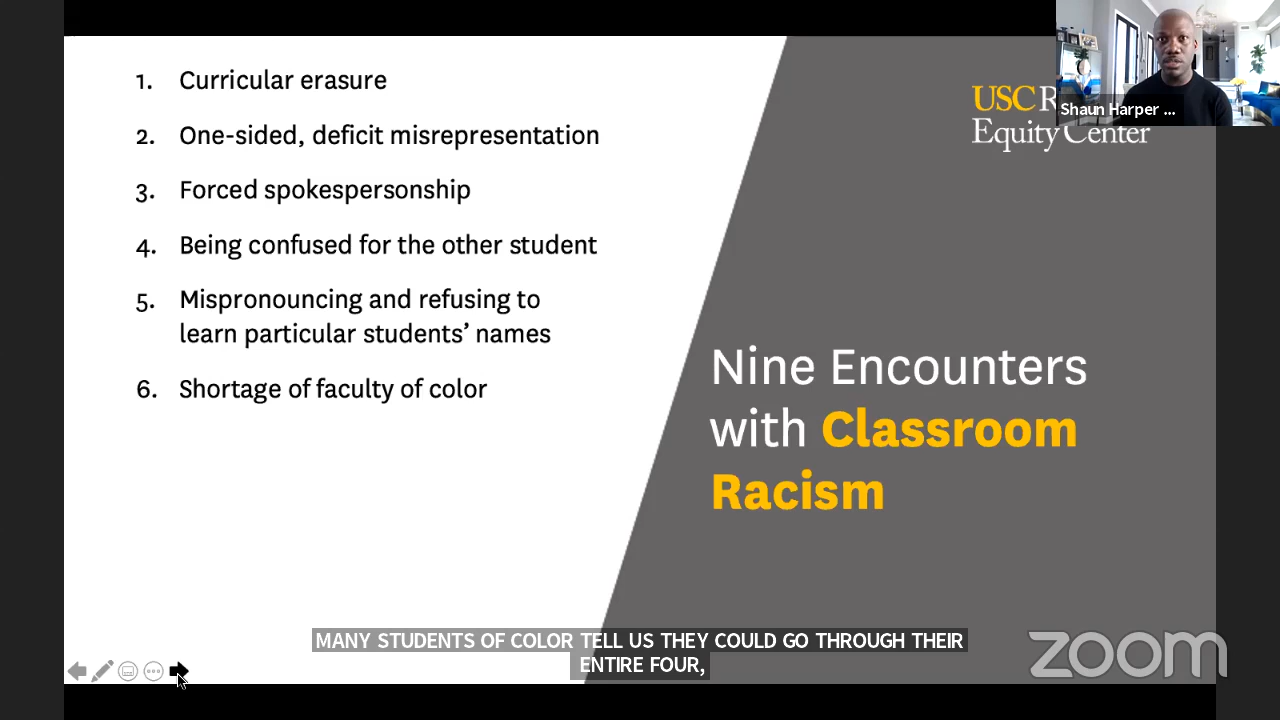 1. Curricular erasure
2. One-sided, deficit misrepresentation
3. Forced spokespersonship
4. Being confused for the other student
5. Mispronouncing and refusing to
learn particular students’ names
6. Shortage of faculty of color
USC R
Equity Center
Shaun Harper ...
Nine Encounters
with Classroom
Racism
MANY STUDENTS OF COLOR TELL US THEY COULD GO THROUGH THEIR
ENTIRE FOUR,
zoom